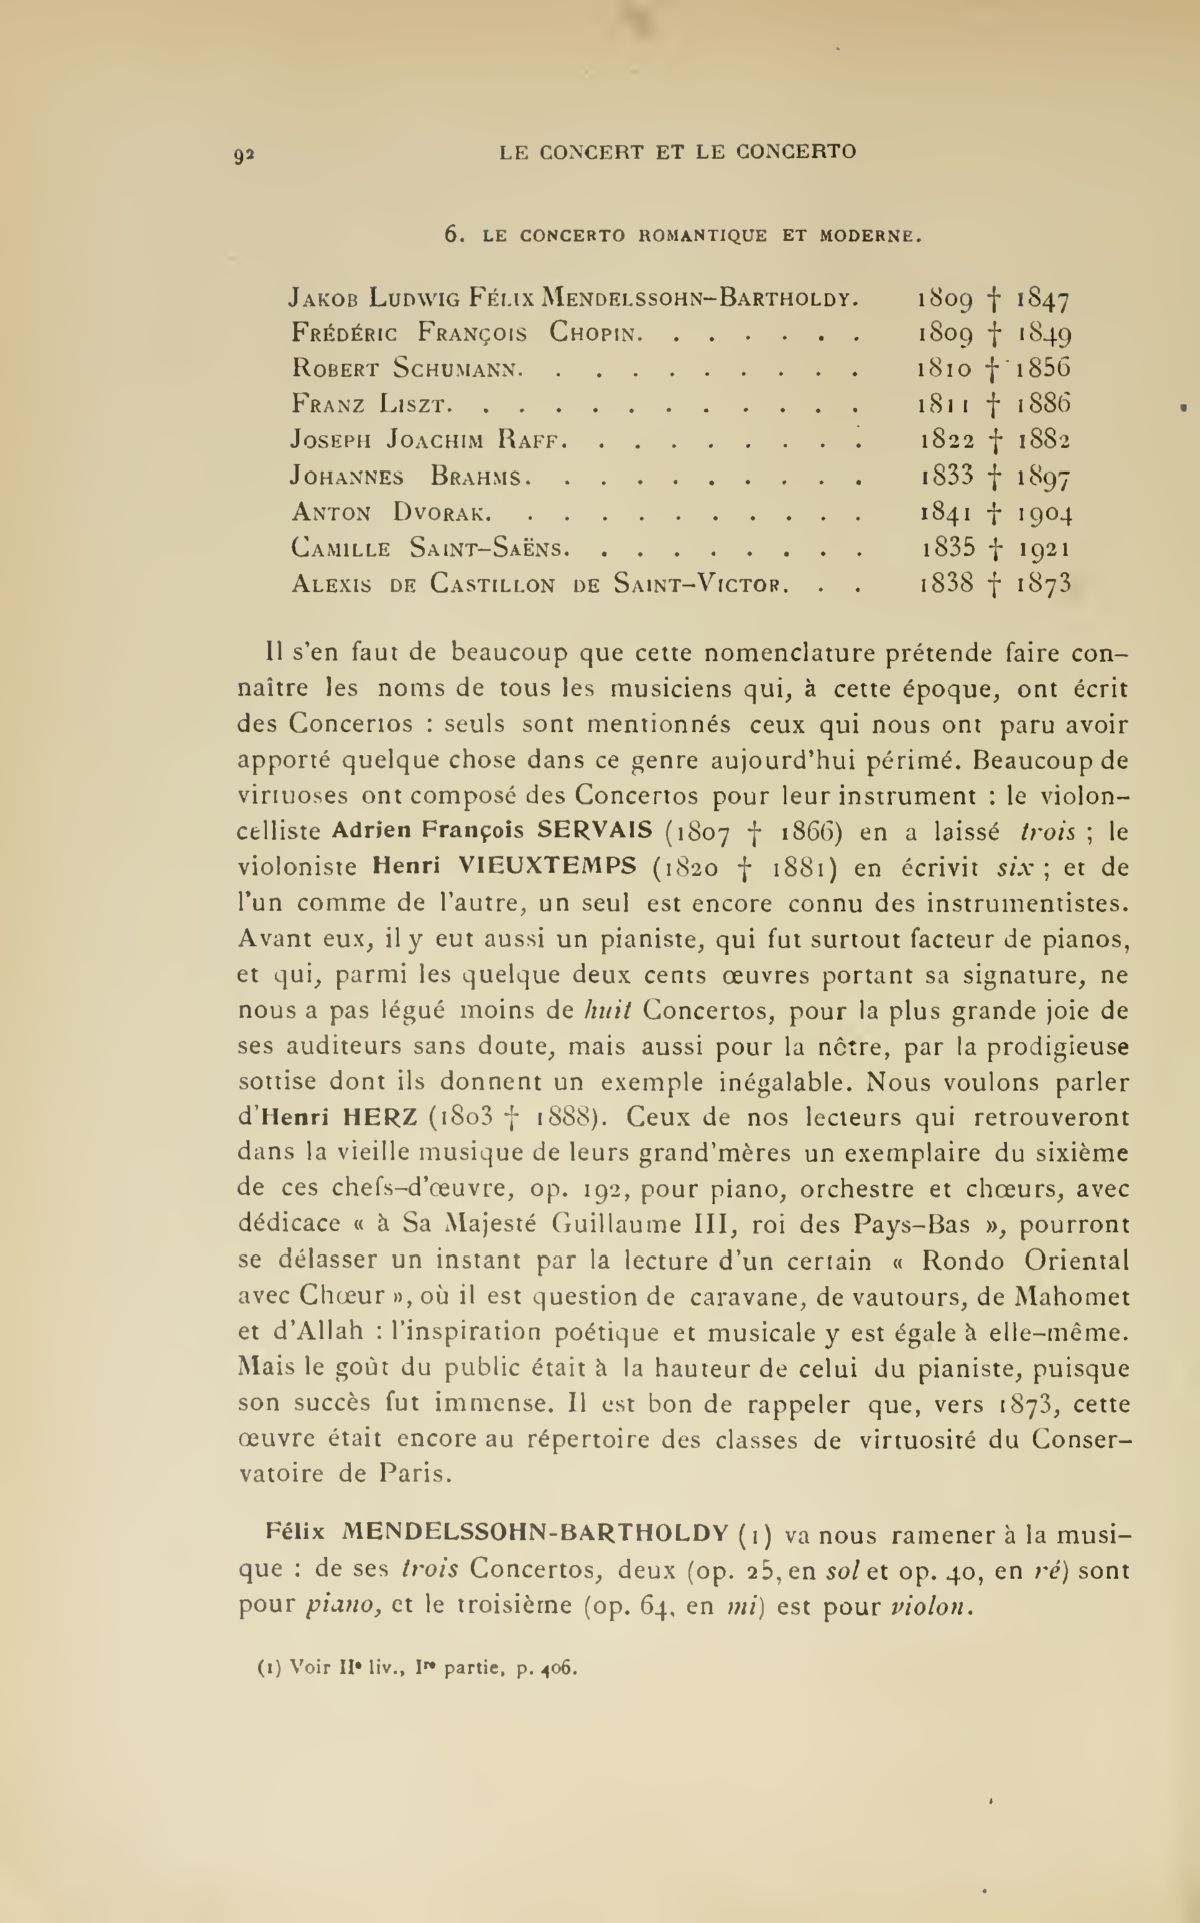 92 LE CONCERT ET LE CONCERTO
6. LE CONCERTO ROMANTIQUE ET MODERNE.
JAKOB LUDWIG FÉLIX MENDELSSOHN-BARTHOLDY. 1809 † 1847
FRÉDÉRIC FRANÇOIS CHOPIN. . . . . . . 1809 † 1849
ROBERT SCHUMANN. . . . . . . . . . 1810 † 1856
FRANZ LISZT. . . . . . . . . . . . 1811 † 1886
JOSEPH JOACHIM RAFF. . . . . . . . . 1822 † 1882
JOHANNES BRAHMS. . . . . . . . . . 1833 † 1897
ANTON DVORAK. . . . . . . . . . . 1841 † 1904
CAMILLE SAINT-SAËNS. . . . . . . . . 1835 † 1921
ALEXIS DE CASTILLON DE SAINT-VICTOR. . . 1838 † 1873
Il s'en faut de beaucoup que cette nomenclature prétende faire con-
naître les noms de tous les musiciens qui, à cette époque, ont écrit
des Concertos : seuls sont mentionnés ceux qui nous ont paru avoir
apporté quelque chose dans ce genre aujourd'hui périmé. Beaucoup de
virtuoses ont composé des Concertos pour leur instrument : le violon-
celliste Adrien François SERVAIS (1807 † 1866) en a laissé trois ; le
violoniste Henri VIEUXTEMPS (1820 † 1881) en écrivit six ; et de
l'un comme de l'autre, un seul est encore connu des instrumentistes.
Avant eux, il y eut aussi un pianiste, qui fut surtout facteur de pianos,
et qui, parmi les quelque deux cents œuvres portant sa signature, ne
nous a pas légué moins de huit Concertos, pour la plus grande joie de
ses auditeurs sans doute, mais aussi pour la nôtre, par la prodigieuse
sottise dont ils donnent un exemple inégalable. Nous voulons parler
d'Henri HERZ (1803 † 1888). Ceux de nos lecteurs qui retrouveront
dans la vieille musique de leurs grand'mères un exemplaire du sixième
de ces chefs-d'œuvre, op. 192, pour piano, orchestre et chœurs, avec
dédicace « à Sa Majesté Guillaume III, roi des Pays-Bas », pourront
se délasser un instant par la lecture d'un certain « Rondo Oriental
avec Chœur », où il est question de caravane, de vautours, de Mahomet
et d'Allah : l'inspiration poétique et musicale y est égale à elle-même.
Mais le goût du public était à la hauteur de celui du pianiste, puisque
son succès fut immense. Il est bon de rappeler que, vers 1873, cette
œuvre était encore au répertoire des classes de virtuosité du Conser-
vatoire de Paris.
Félix MENDELSSOHN-BARTHOLDY (1) va nous ramener à la musi-
que : de ses trois Concertos, deux (op. 25, en sol et op. 40, en ré) sont
pour piano, et le troisième (op. 64, en mi) est pour violon.
(1) Voir IIe liv., Ire partie, p. 406.